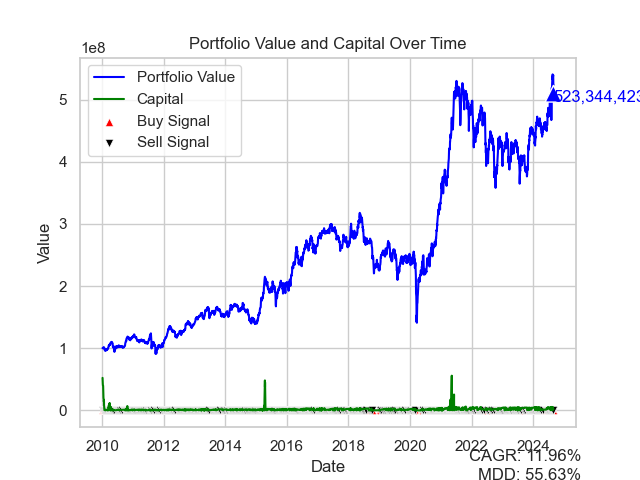 Portfolio Value and Capital Over Time
1e8
Portfolio Value
Capital
Buy Signal
Sell Signal
523,344,423
5
4
3
2
1
0
Value
2010 2012 2014 2016 2018 2020 2022 2024
Date
CAGR: 11.96%
MDD: 55.63%